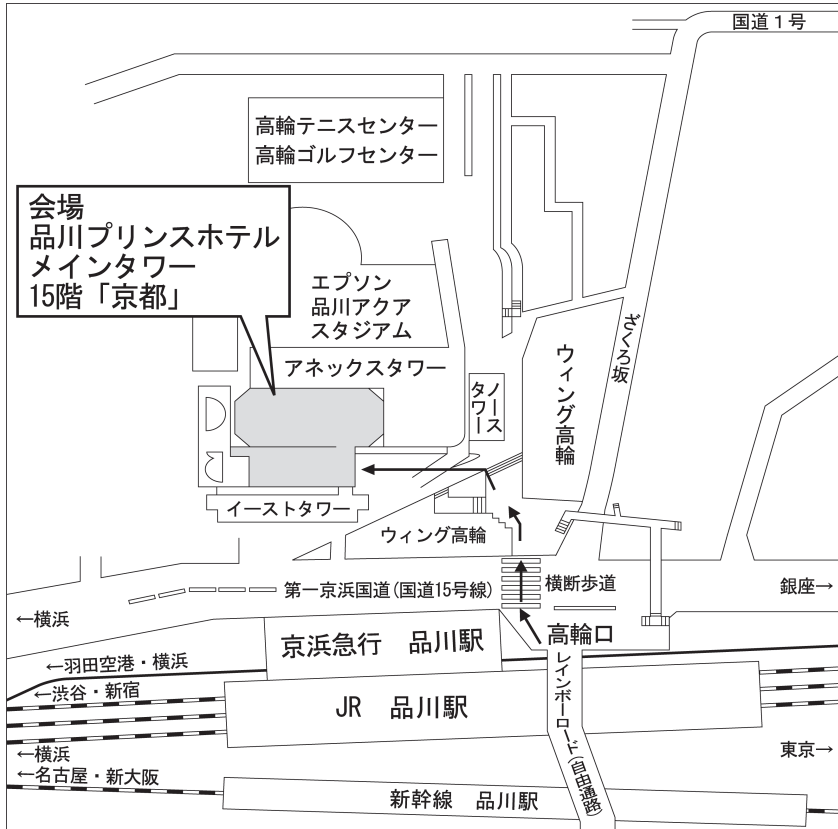 国道１号
高輪テニスセンター
高輪ゴルフセンター
会場
品川プリンスホテル
メインタワー
15階「京都」
エプソン
品川アクア
スタジアム
アネックスタワー
ノース
タワー
ウィング高輪
ざくろ坂
イーストタワー
ウィング高輪
第一京浜国道(国道15号線)
横断歩道
銀座→
←横浜
京浜急行　品川駅
高輪口
←羽田空港・横浜
←渋谷・新宿
JR　品川駅
レインボーロード(自由通路)
←横浜
東京→
←名古屋・新大阪
新幹線　品川駅